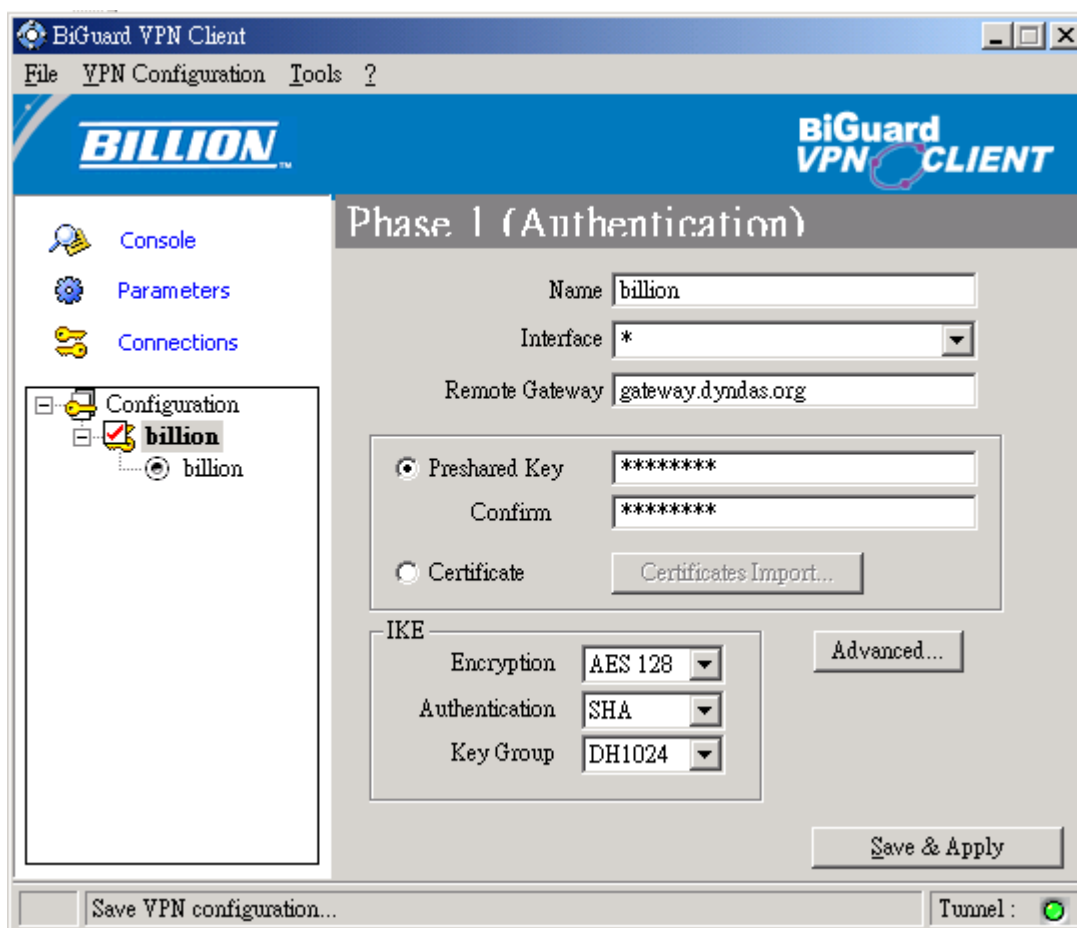 BiGuard VPN Client
File VPN Configuration Tools ?
BILLION™
BiGuard
VPN CLIENT
Console
Parameters
Connections
Configuration
billion
billion
Phase 1 (Authentication)
Name billion
Interface *
Remote Gateway gateway.dyndas.org
Preshared Key ********
Confirm ********
Certificate Certificates Import...
IKE
Encryption AES 128
Authentication SHA
Key Group DH1024
Advanced...
Save & Apply
Save VPN configuration...
Tunnel :